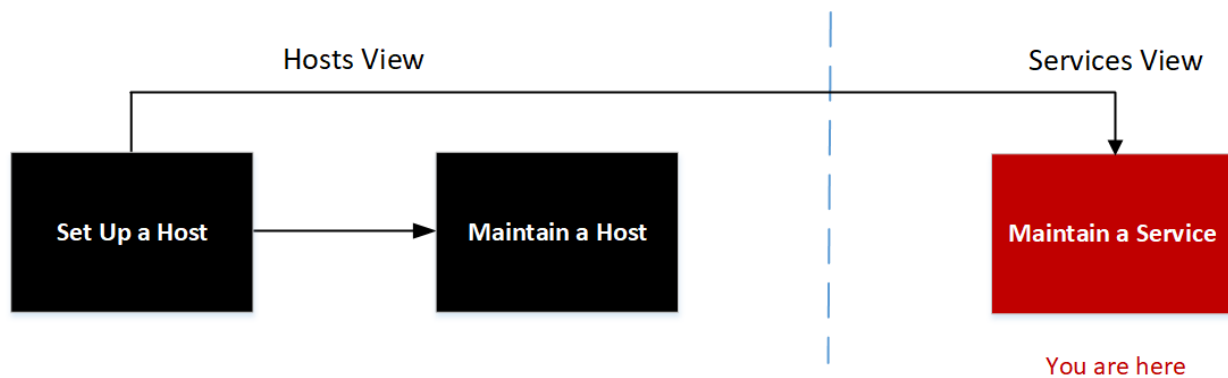 Hosts View
Services View
Set Up a Host
Maintain a Host
Maintain a Service
You are here